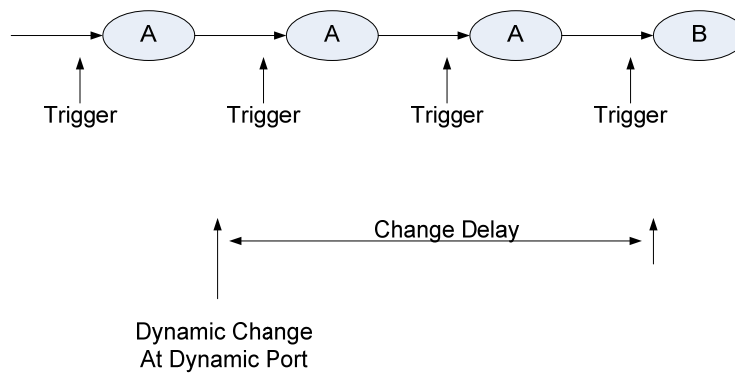 A A A B
Trigger Trigger Trigger Trigger
Change Delay
Dynamic Change
At Dynamic Port